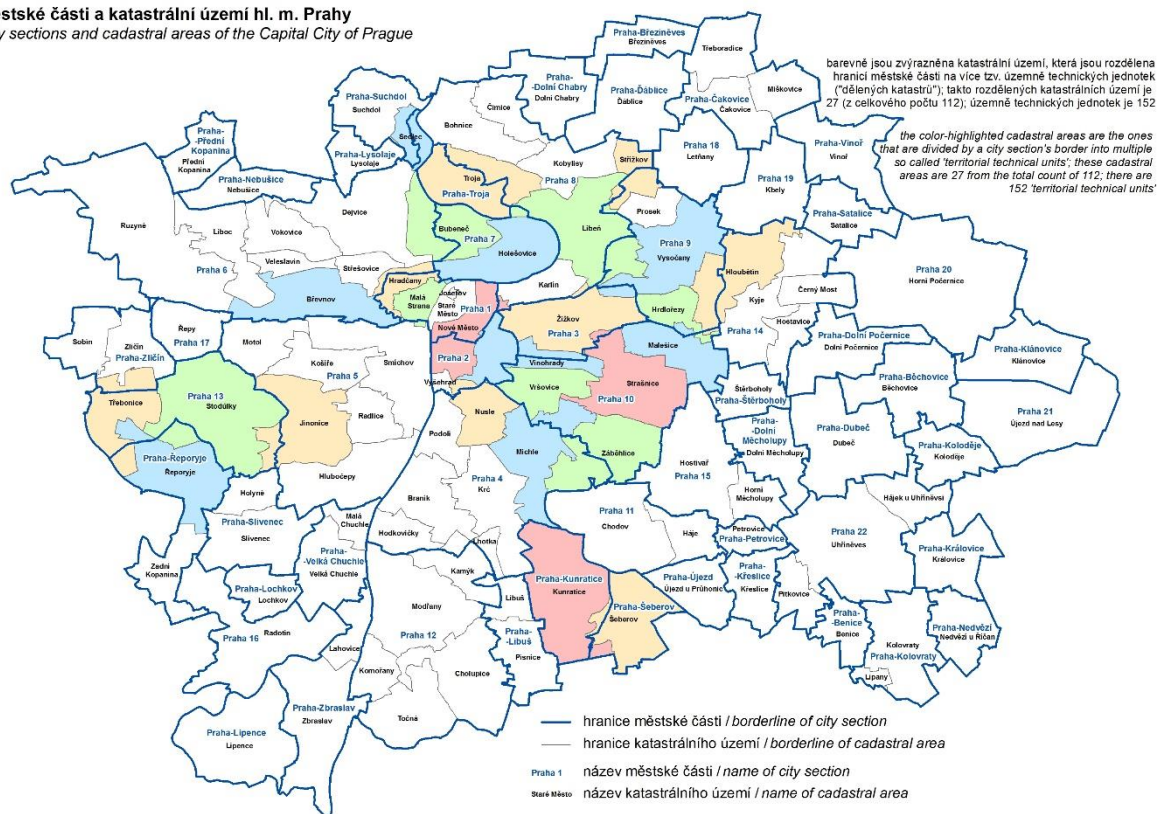 ěstské části a katastrální území hl. m. Prahy
y sections and cadastral areas of the Capital City of Prague
barevně jsou zvýrazněna katastrální území, která jsou rozdělena
hranicí městské části na více tzv. územně technických jednotek
("dělených katastrů"); takto rozdělených katastrálních území je
27 (z celkového počtu 112); územně technických jednotek je 152
the color-highlighted cadastral areas are the ones
that are divided by a city section's border into multiple
so called 'territorial technical units'; these cadastral
areas are 27 from the total count of 112; there are
152 'territorial technical units'
Praha-Březiněves
Březiněves
Třeboradice
Praha-
-Dolní Chabry
Dolní Chabry
Praha-Ďáblice
Ďáblice
Praha-Čakovice
Čakovice
Miškovice
Praha-Suchdol
Suchdol
Sedlec
Čimice
Bohnice
Praha-
-Přední
Kopanina
Přední
Kopanina
Praha-Lysolaje
Lysolaje
Praha-Nebušice
Nebušice
Kobylisy
Střížkov
Praha 18
Letňany
Praha-Vinoř
Vinoř
Troja
Praha-Troja
Praha 8
Praha 19
Kbely
Prosek
Praha-Satalice
Satalice
Ruzyně
Liboc
Vokovice
Dejvice
Bubeneč
Praha 7
Holešovice
Libeň
Praha 9
Vysočany
Praha 6
Veleslavín
Střešovice
Hloubětín
Praha 20
Horní Počernice
Břevnov
Hradčany
Malá
Strana
Josefov
Staré
Město
Praha 1
Nové Město
Karlín
Kyje
Černý Most
Hostavice
Hrdlořezy
Praha 14
Žižkov
Praha 3
Sobín
Zličín
Praha-Zličín
Řepy
Praha 17
Motol
Košíře
Praha 5
Smíchov
Praha 2
Vyšehrad
Vinohrady
Malešice
Praha-Dolní Počernice
Dolní Počernice
Praha-Klánovice
Klánovice
Praha-Běchovice
Běchovice
Třebonice
Praha 13
Stodůlky
Jinonice
Radlice
Vršovice
Strašnice
Praha 10
Štěrboholy
Praha-Štěrboholy
Praha 21
Újezd nad Lesy
Nusle
Podolí
Praha-
-Dolní
Měcholupy
Dolní Měcholupy
Praha-Dubeč
Dubeč
Praha-Koloděje
Koloděje
Praha-Řeporyje
Řeporyje
Hlubočepy
Michle
Záběhlice
Praha 4
Krč
Hostivař
Praha 15
Horní
Měcholupy
Hájek u Uhříněvsi
Holyně
Praha-Slivenec
Slivenec
Malá
Chuchle
Braník
Hodkovičky
Lhotka
Praha 11
Chodov
Háje
Petrovice
Praha-Petrovice
Praha 22
Uhříněves
Praha-Královice
Královice
Zadní
Kopanina
Praha-
-Velká Chuchle
Velká Chuchle
Kamýk
Praha-Kunratice
Kunratice
Praha-Újezd
Újezd u Průhonic
Praha-
-Křeslice
Křeslice
Pitkovice
Praha-Lochkov
Lochkov
Libuš
Praha-
-Libuš
Písnice
Praha-Šeberov
Šeberov
Praha-
-Benice
Benice
Praha-Nedvězí
Nedvězí u Říčan
Praha 16
Radotín
Modřany
Praha 12
Kolovraty
Praha-Kolovraty
Lipany
Lahovice
Komořany
Cholupice
Praha-Zbraslav
Zbraslav
Točná
Praha-Lipence
Lipence
hranice městské části / borderline of city section
hranice katastrálního území / borderline of cadastral area
Praha 1 název městské části / name of city section
Staré Město název katastrálního území / name of cadastral area